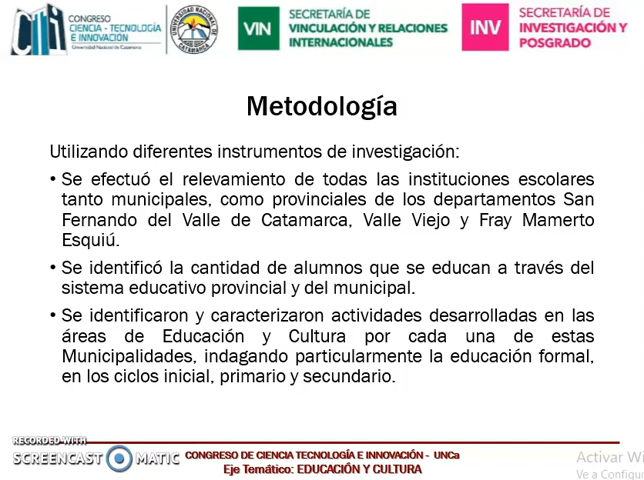 CONGRESO
CIENCIA - TECNOLOGÍA
E INNOVACIÓN
Universidad Nacional de Catamarca
UNIVERSIDAD NACIONAL DE CATAMARCA
VIN
SECRETARÍA DE
VINCULACIÓN Y RELACIONES
INTERNACIONALES
INV
SECRETARÍA DE
INVESTIGACIÓN Y
POSGRADO
Metodología
Utilizando diferentes instrumentos de investigación:
• Se efectuó el relevamiento de todas las instituciones escolares
tanto municipales, como provinciales de los departamentos San
Fernando del Valle de Catamarca, Valle Viejo y Fray Mamerto
Esquiú.
• Se identificó la cantidad de alumnos que se educan a través del
sistema educativo provincial y del municipal.
• Se identificaron y caracterizaron actividades desarrolladas en las
áreas de Educación y Cultura por cada una de estas
Municipalidades, indagando particularmente la educación formal,
en los ciclos inicial, primario y secundario.
RECORDED WITH
SCREENCAST MATIC
CONGRESO DE CIENCIA TECNOLOGÍA E INNOVACIÓN - UNCa
Eje Temático: EDUCACIÓN Y CULTURA
Activar Wi
Ve a Configu